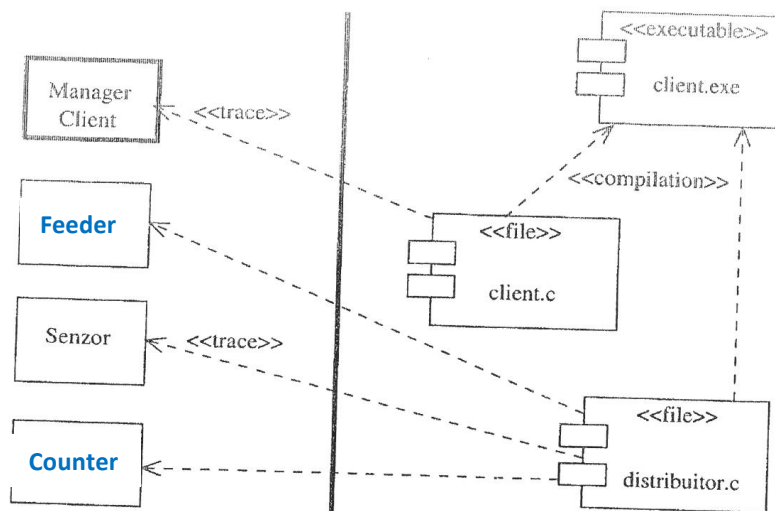 <<executable>>
client.exe
Manager
Client
<<trace>>
<<compilation>>
Feeder
<<file>>
client.c
Senzor
<<trace>>
<<file>>
Counter
distribuitor.c